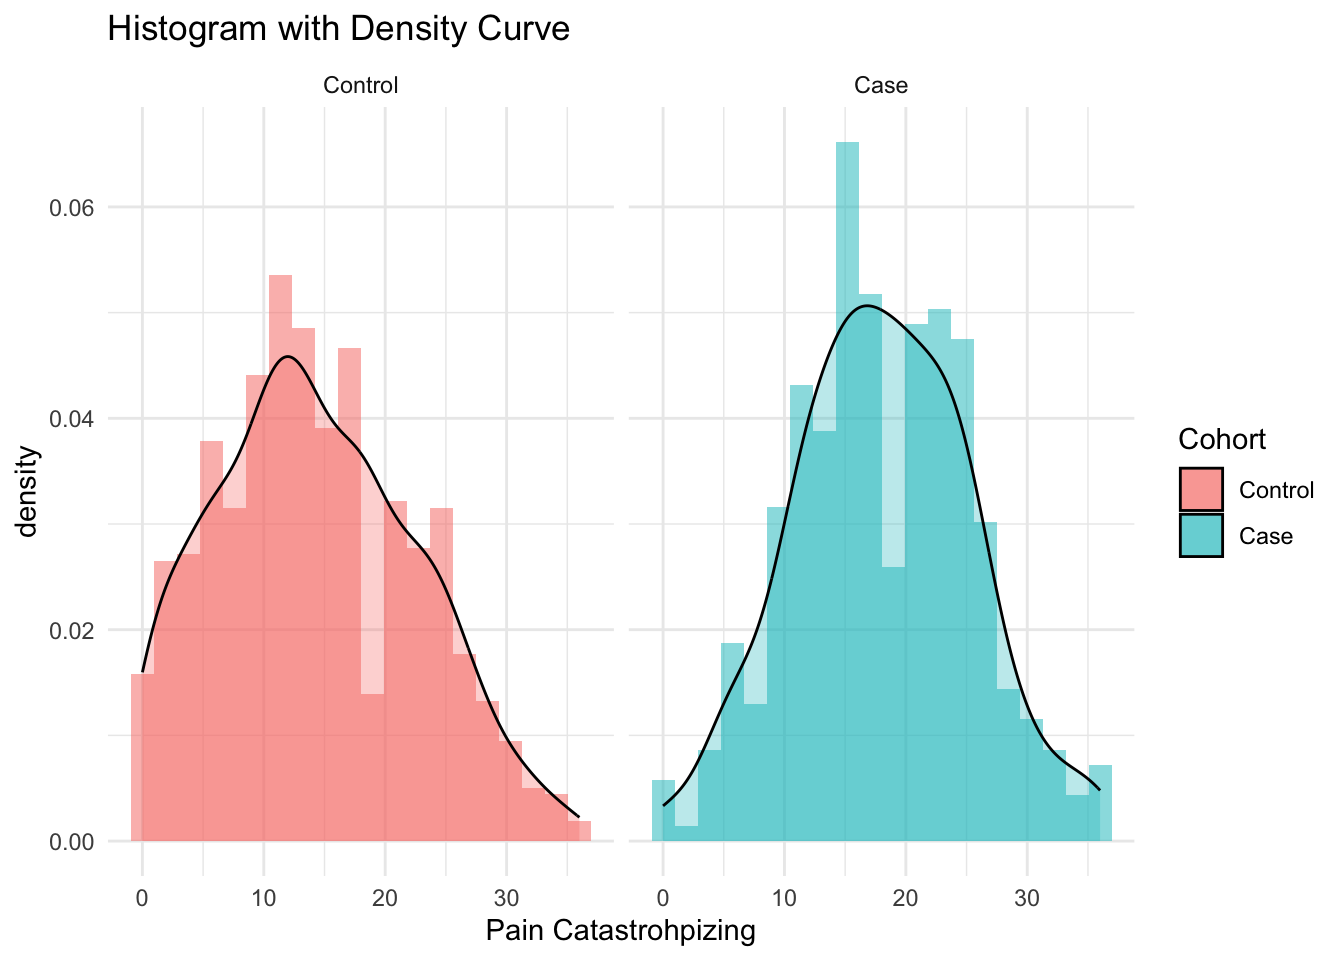 Histogram with Density Curve
Control
Case
0.06
0.04
0.02
0.00
density
0 10 20 30
0 10 20 30
Pain Catastrohpizing
Cohort
Control
Case